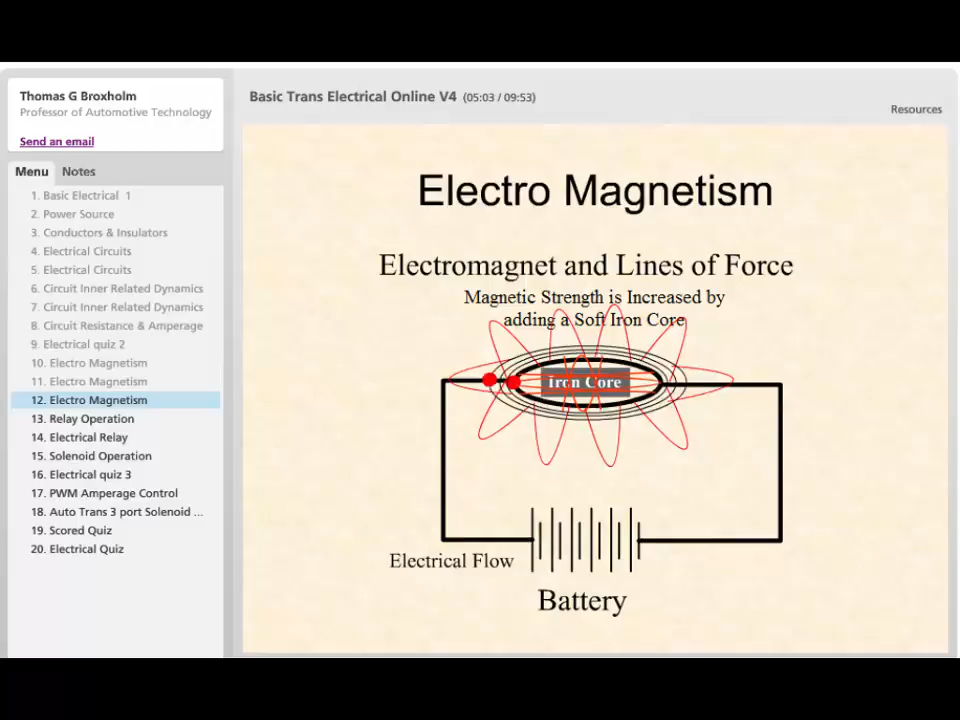 Thomas G Broxholm
Professor of Automotive Technology
Send an email
Menu Notes
1. Basic Electrical 1
2. Power Source
3. Conductors & Insulators
4. Electrical Circuits
5. Electrical Circuits
6. Circuit Inner Related Dynamics
7. Circuit Inner Related Dynamics
8. Circuit Resistance & Amperage
9. Electrical quiz 2
10. Electro Magnetism
11. Electro Magnetism
12. Electro Magnetism
13. Relay Operation
14. Electrical Relay
15. Solenoid Operation
16. Electrical quiz 3
17. PWM Amperage Control
18. Auto Trans 3 port Solenoid ...
19. Scored Quiz
20. Electrical Quiz
Basic Trans Electrical Online V4 (05:03 / 09:53)
Resources
Electro Magnetism
Electromagnet and Lines of Force
Magnetic Strength is Increased by
adding a Soft Iron Core
Iron Core
Electrical Flow
Battery